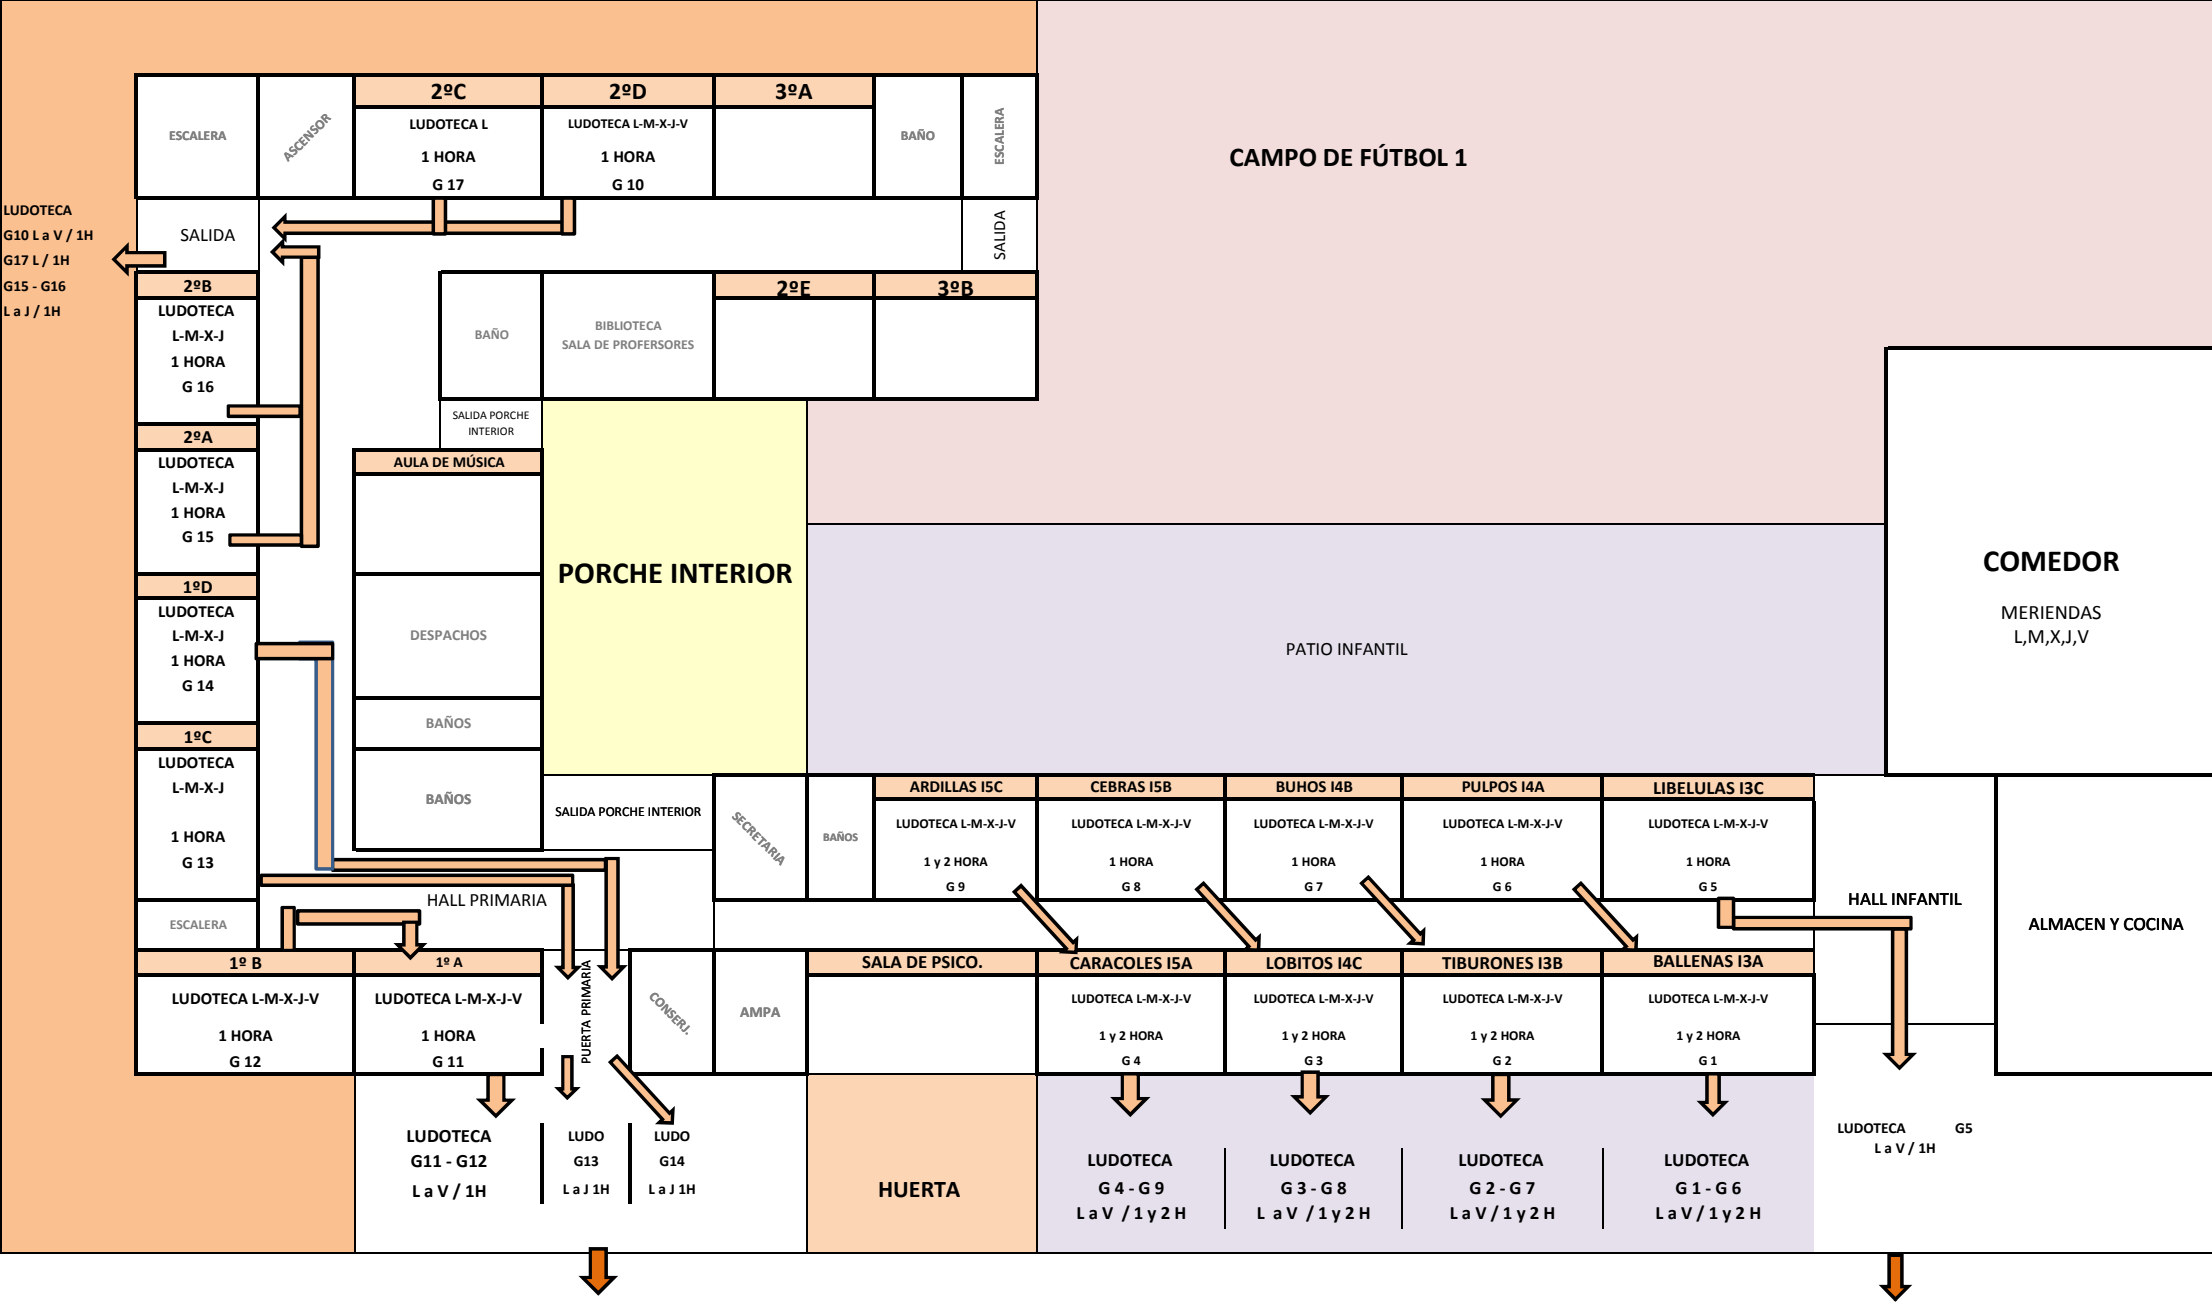 2ºC
2ºD
3ºA
ESCALERA
ASCENSOR
LUDOTECA L
1 HORA
G 17
LUDOTECA L-M-X-J-V
1 HORA
G 10
BAÑO
ESCALERA
CAMPO DE FÚTBOL 1
LUDOTECA
G10 L a V / 1H
G17 L / 1H
G15 - G16
L a J / 1H
SALIDA
SALIDA
2ºB
LUDOTECA
L-M-X-J
1 HORA
G 16
BAÑO
BIBLIOTECA
SALA DE PROFERSORES
2ºE
3ºB
SALIDA PORCHE
INTERIOR
2ºA
LUDOTECA
L-M-X-J
1 HORA
G 15
AULA DE MÚSICA
PORCHE INTERIOR
COMEDOR
MERIENDAS
L,M,X,J,V
1ºD
LUDOTECA
L-M-X-J
1 HORA
G 14
DESPACHOS
PATIO INFANTIL
BAÑOS
1ºC
LUDOTECA
L-M-X-J
1 HORA
G 13
BAÑOS
SALIDA PORCHE INTERIOR
SECRETARIA
BAÑOS
ARDILLAS I5C
LUDOTECA L-M-X-J-V
1 y 2 HORA
G 9
CEBRAS I5B
LUDOTECA L-M-X-J-V
1 HORA
G 8
BUHOS I4B
LUDOTECA L-M-X-J-V
1 HORA
G 7
PULPOS I4A
LUDOTECA L-M-X-J-V
1 HORA
G 6
LIBELULAS I3C
LUDOTECA L-M-X-J-V
1 HORA
G 5
HALL PRIMARIA
HALL INFANTIL
ALMACEN Y COCINA
ESCALERA
1º B
LUDOTECA L-M-X-J-V
1 HORA
G 12
1º A
LUDOTECA L-M-X-J-V
1 HORA
G 11
PUERTA PRIMARIA
CONSERJ.
AMPA
SALA DE PSICO.
CARACOLES I5A
LUDOTECA L-M-X-J-V
1 y 2 HORA
G 4
LOBITOS I4C
LUDOTECA L-M-X-J-V
1 y 2 HORA
G 3
TIBURONES I3B
LUDOTECA L-M-X-J-V
1 y 2 HORA
G 2
BALLENAS I3A
LUDOTECA L-M-X-J-V
1 y 2 HORA
G 1
LUDOTECA
G11 - G12
L a V / 1H
LUDO
G13
L a J 1H
LUDO
G14
L a J 1H
HUERTA
LUDOTECA
G 4 - G 9
L a V / 1 y 2 H
LUDOTECA
G 3 - G 8
L a V / 1 y 2 H
LUDOTECA
G 2 - G 7
L a V / 1 y 2 H
LUDOTECA
G 1 - G 6
L a V / 1 y 2 H
LUDOTECA G5
L a V / 1H